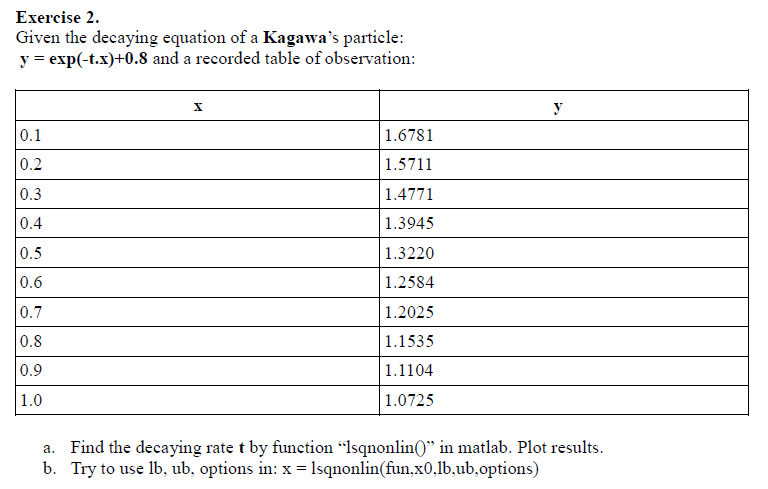 Exercise 2.
Given the decaying equation of a Kagawa's particle:
y = exp(-t.x)+0.8 and a recorded table of observation:
x y
0.1 1.6781
0.2 1.5711
0.3 1.4771
0.4 1.3945
0.5 1.3220
0.6 1.2584
0.7 1.2025
0.8 1.1535
0.9 1.1104
1.0 1.0725
a. Find the decaying rate t by function “lsqnonlin()” in matlab. Plot results.
b. Try to use lb, ub, options in: x = lsqnonlin(fun,x0,lb,ub,options)